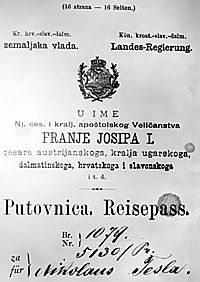 (16 strana — 16 Seiten.)
Kr. hrv.-slav.-dalm. Kön. kroat.-slav.-dalm.
zemaljska vlada. Landes-Regierung.
U IME
Nj. ces. i kralj. apoštolskog Veličanstva
FRANJE JOSIPA I.
cesara austrijanskoga, kralja ugarskoga,
dalmatinskoga, hrvatskoga i slavonskoga
i t. d.
Putovnica. Reisepass.
Br. 1079.
Nr. 5130/Pr.
za
für Nikolaus Tesla.